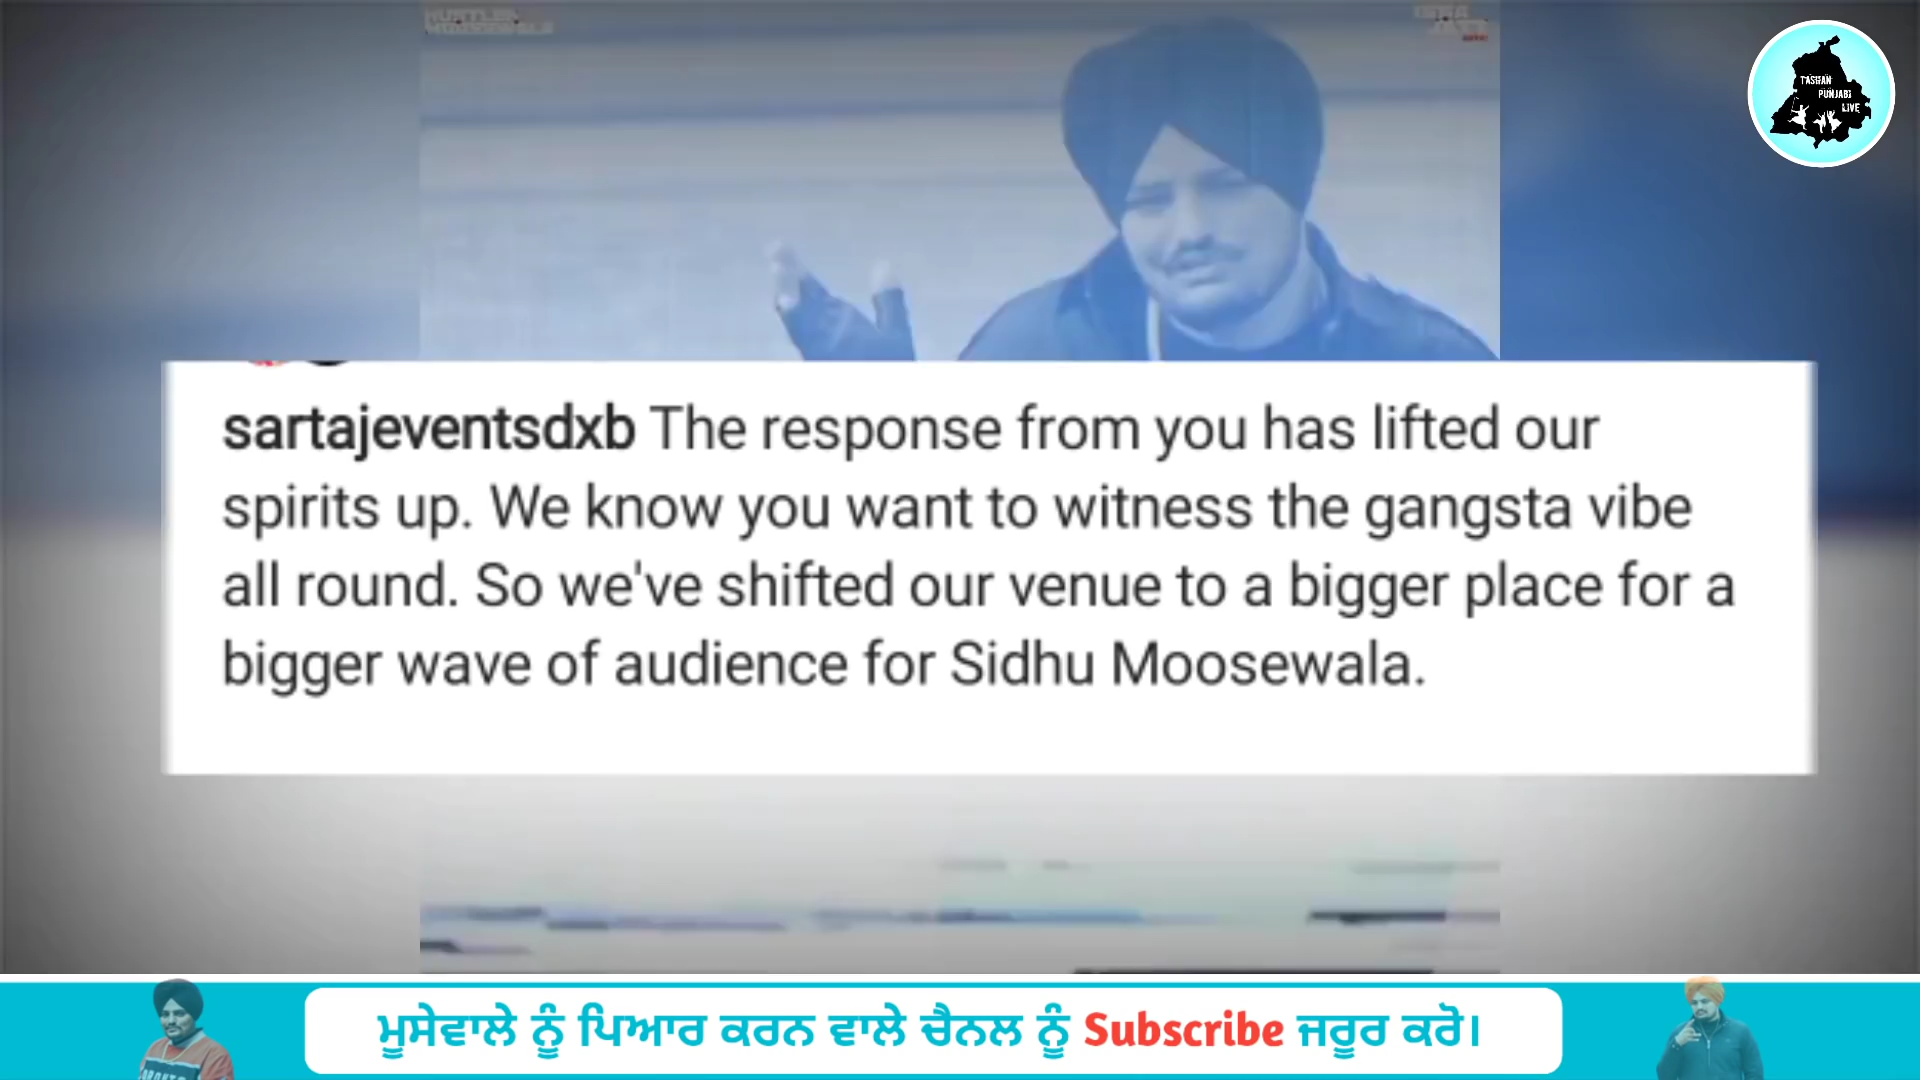 TASHAN
PUNJABI
LIVE
sartajeventsdxb The response from you has lifted our
spirits up. We know you want to witness the gangsta vibe
all round. So we've shifted our venue to a bigger place for a
bigger wave of audience for Sidhu Moosewala.
ਮੂਸੇਵਾਲੇ ਨੂੰ ਪਿਆਰ ਕਰਨ ਵਾਲੇ ਚੈਨਲ ਨੂੰ Subscribe ਜਰੂਰ ਕਰੋ।